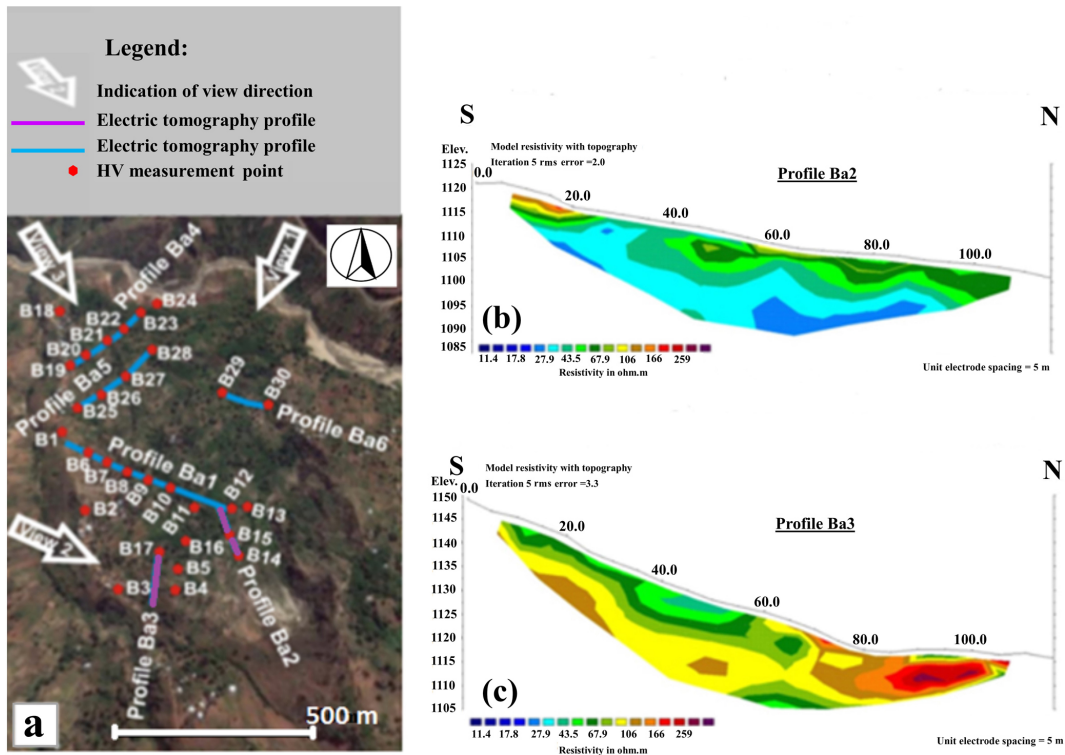 Legend:
View 1
Indication of view direction
Electric tomography profile
Electric tomography profile
HV measurement point
View 3
Profile Ba4
View 1
B18
B24
B22
B23
B21
B20
B19
B28
B27
B26
B25
Profile Ba5
B29
B30
Profile Ba6
B1
Profile Ba1
B6
B7
B8
B9
B10
B11
B12
B13
B2
View 2
B17
B16
B15
B14
B5
B3
B4
Profile Ba3
Profile Ba2
a
500 m
S
N
Elev.
Model resistivity with topography
Iteration 5 rms error =2.0
Profile Ba2
1125
1120
1115
1110
1105
1100
1095
1090
1085
0.0
20.0
40.0
60.0
80.0
100.0
(b)
11.4 17.8 27.9 43.5 67.9 106 166 259
Resistivity in ohm.m
Unit electrode spacing = 5 m
S
N
Elev.
Model resistivity with topography
Iteration 5 rms error =3.3
Profile Ba3
1150
1145
1140
1135
1130
1120
1115
1110
1105
0.0
20.0
40.0
60.0
80.0
100.0
(c)
11.4 17.8 27.9 43.5 67.9 106 166 259
Resistivity in ohm.m
Unit electrode spacing = 5 m